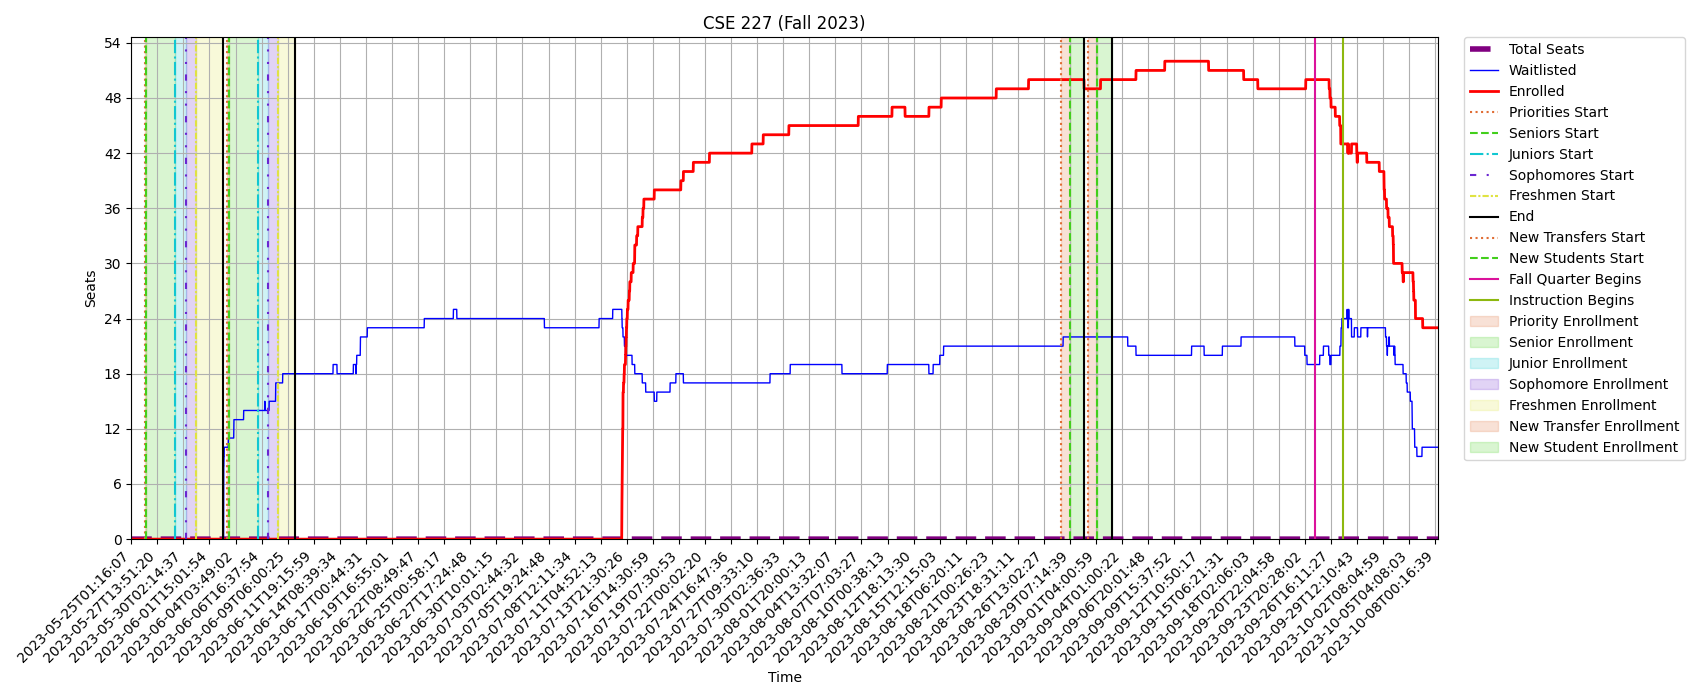 CSE 227 (Fall 2023)
54
48
42
36
30
24
18
12
6
0
Seats
2023-05-25T01:16:07
2023-05-27T13:51:20
2023-05-30T02:14:37
2023-06-01T15:01:54
2023-06-04T03:49:02
2023-06-06T16:37:54
2023-06-09T06:00:25
2023-06-11T19:15:59
2023-06-14T08:39:34
2023-06-17T00:44:31
2023-06-19T16:55:01
2023-06-22T08:49:47
2023-06-25T00:58:17
2023-06-27T17:24:48
2023-06-30T10:01:15
2023-07-03T02:44:32
2023-07-05T19:24:48
2023-07-08T12:11:34
2023-07-11T04:52:13
2023-07-13T21:30:26
2023-07-16T14:30:59
2023-07-19T07:30:53
2023-07-22T00:02:20
2023-07-24T16:47:36
2023-07-27T09:33:10
2023-07-30T02:36:33
2023-08-01T20:00:13
2023-08-04T13:32:07
2023-08-07T07:03:27
2023-08-10T00:38:13
2023-08-12T18:13:30
2023-08-15T12:15:03
2023-08-18T06:20:11
2023-08-21T00:26:23
2023-08-23T18:31:11
2023-08-26T13:02:27
2023-08-29T07:14:39
2023-09-01T04:00:59
2023-09-04T01:00:22
2023-09-06T20:01:48
2023-09-09T15:37:52
2023-09-12T10:50:17
2023-09-15T06:21:31
2023-09-18T02:06:03
2023-09-20T22:04:58
2023-09-23T20:28:02
2023-09-26T16:11:27
2023-09-29T12:10:43
2023-10-02T08:04:59
2023-10-05T04:08:03
2023-10-08T00:16:39
Time
Total Seats
Waitlisted
Enrolled
Priorities Start
Seniors Start
Juniors Start
Sophomores Start
Freshmen Start
End
New Transfers Start
New Students Start
Fall Quarter Begins
Instruction Begins
Priority Enrollment
Senior Enrollment
Junior Enrollment
Sophomore Enrollment
Freshmen Enrollment
New Transfer Enrollment
New Student Enrollment